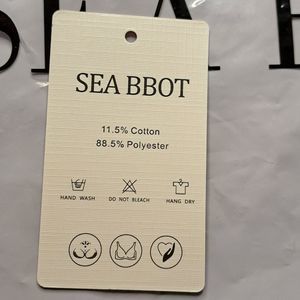 SEA BBOT
11.5% Cotton
88.5% Polyester
HAND WASH DO NOT BLEACH HANG DRY